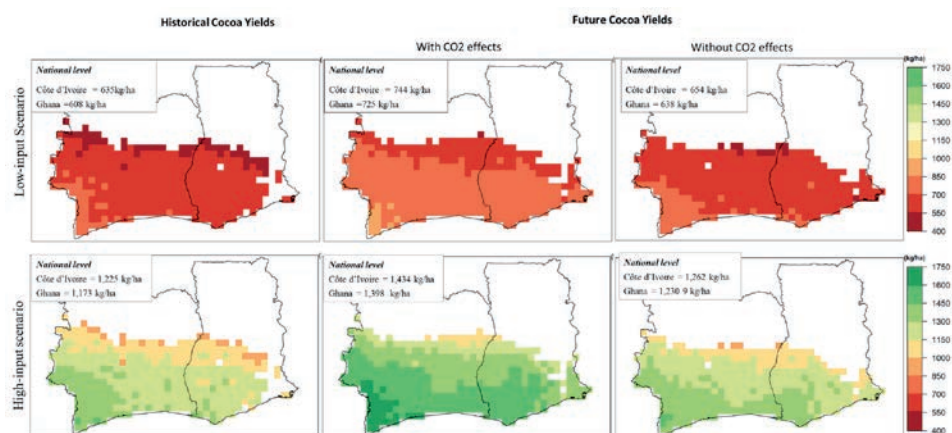 Historical Cocoa Yields
Future Cocoa Yields
With CO2 effects
Without CO2 effects
Low-input Scenario
National level
Côte d'Ivoire = 635kg/ha
Ghana =608 kg/ha
National level
Côte d'Ivoire = 744 kg/ha
Ghana =725 kg/ha
National level
Côte d'Ivoire = 654 kg/ha
Ghana = 638 kg/ha
(kg/ha)
1750
1600
1450
1300
1150
1000
850
700
550
400
High-input scenario
National level
Côte d'Ivoire = 1,225 kg/ha
Ghana = 1,173 kg/ha
National level
Côte d'Ivoire = 1,434 kg/ha
Ghana = 1,398 kg/ha
National level
Côte d'Ivoire = 1,262 kg/ha
Ghana = 1,230 9 kg/ha
(kg/ha)
1750
1600
1450
1300
1150
1000
850
700
550
400